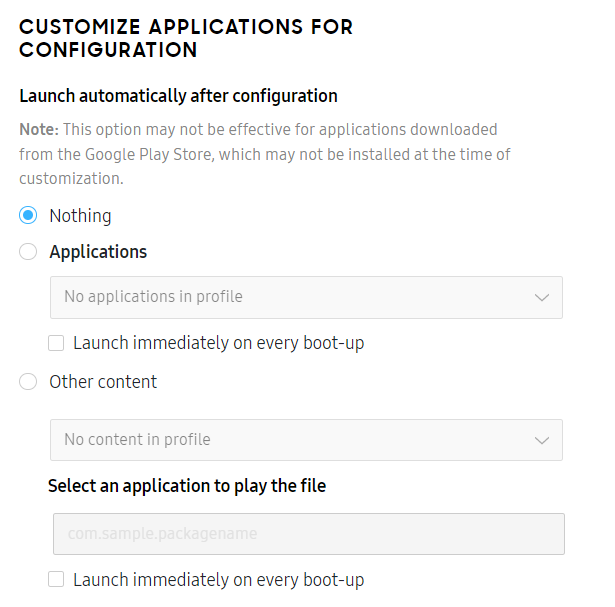 CUSTOMIZE APPLICATIONS FOR
CONFIGURATION
Launch automatically after configuration
Note: This option may not be effective for applications downloaded
from the Google Play Store, which may not be installed at the time of
customization.
Nothing
Applications
No applications in profile
Launch immediately on every boot-up
Other content
No content in profile
Select an application to play the file
com.sample.packagename
Launch immediately on every boot-up